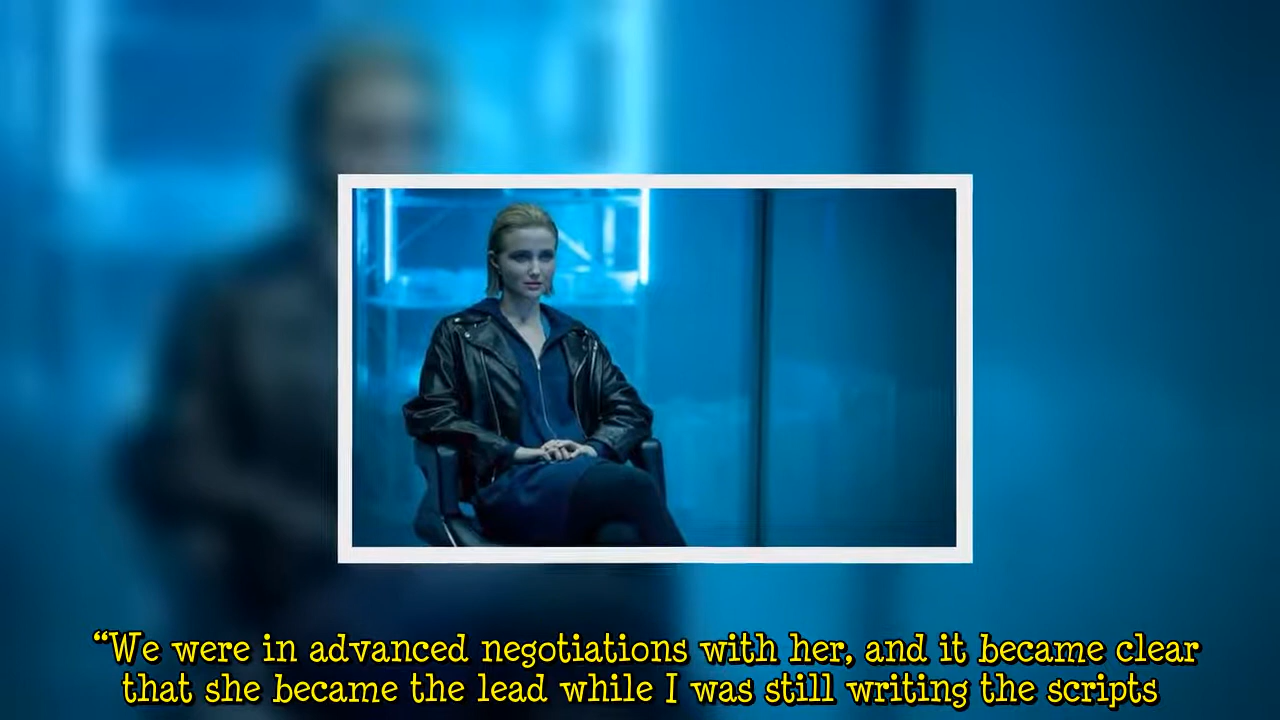 “We were in advanced negotiations with her, and it became clear
that she became the lead while I was still writing the scripts